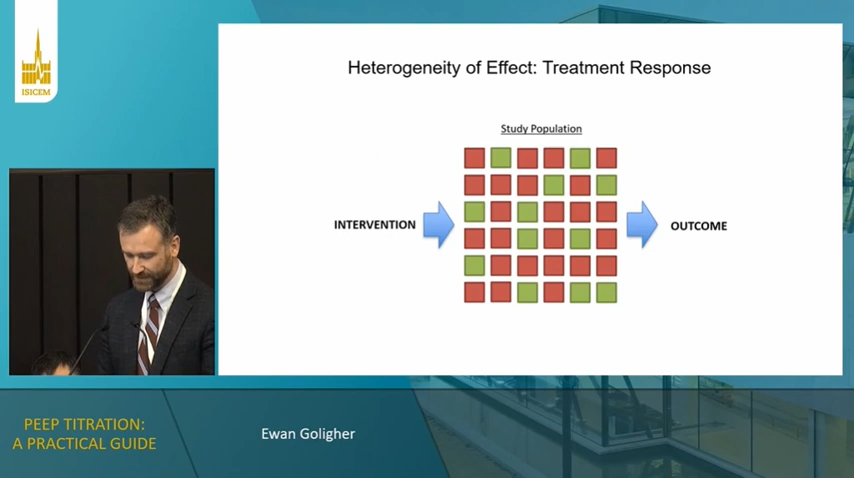 ISICEM
Heterogeneity of Effect: Treatment Response
Study Population
INTERVENTION
OUTCOME
PEEP TITRATION:
A PRACTICAL GUIDE
Ewan Goligher